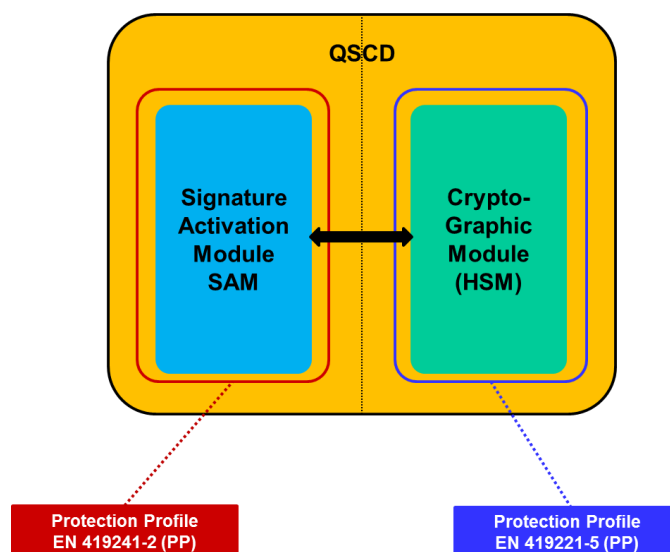 QSCD
Signature
Activation
Module
SAM
Crypto-
Graphic
Module
(HSM)
Protection Profile
EN 419241-2 (PP)
Protection Profile
EN 419221-5 (PP)